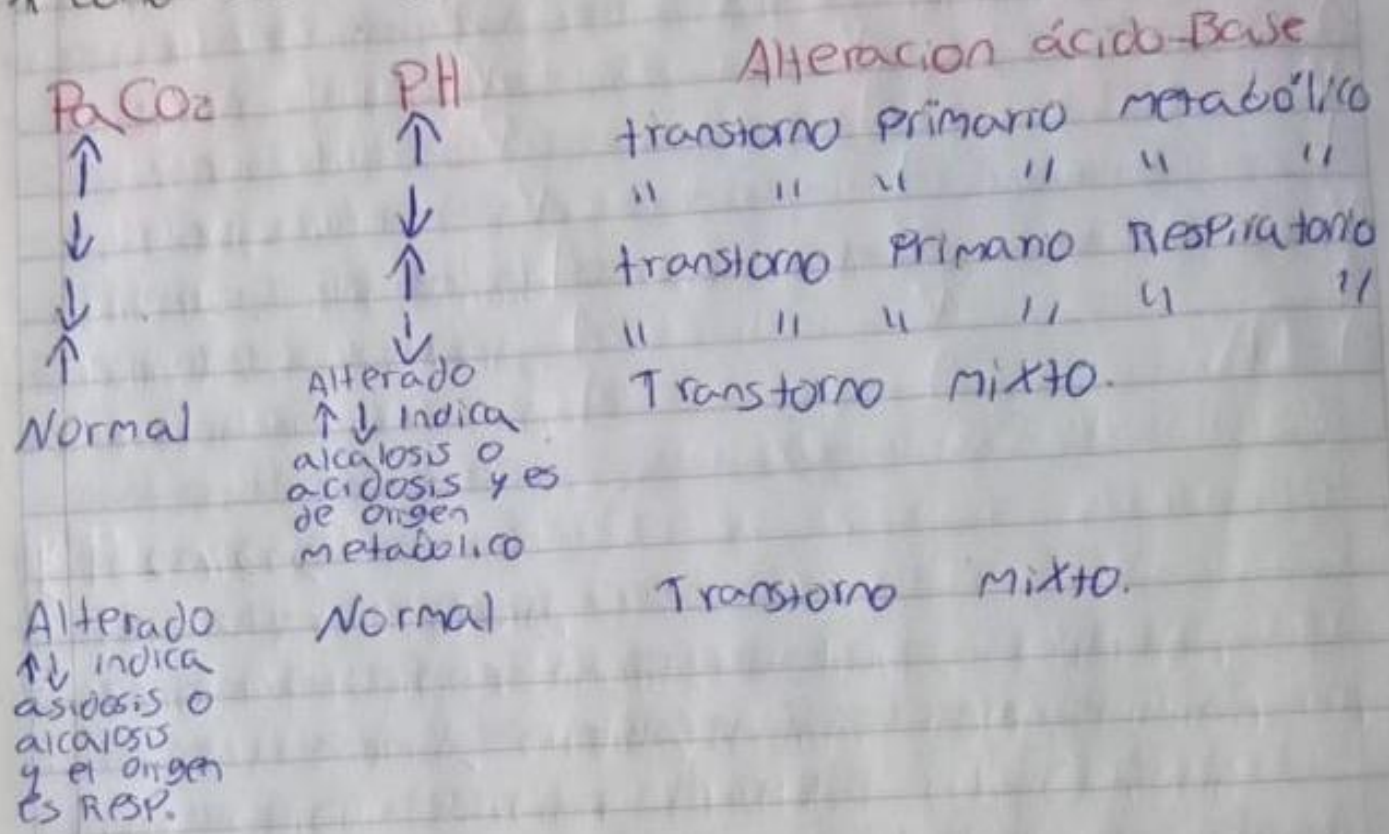 PaCO2 PH Alteracion ácido-Base
↑ ↑ transtorno primario metabólico
↓ ↓ " " " " " "
↓ ↑ transtorno primario Respiratorio
↑ ↓ " " " " " "
Normal Alterado Transtorno mixto.
↑ ↓ Indica
alcalosis o
acidosis y es
de origen
metabolico
Alterado Normal Transtorno mixto.
↑↓ indica
asidosis o
alcalosis
y el origen
es RESP.